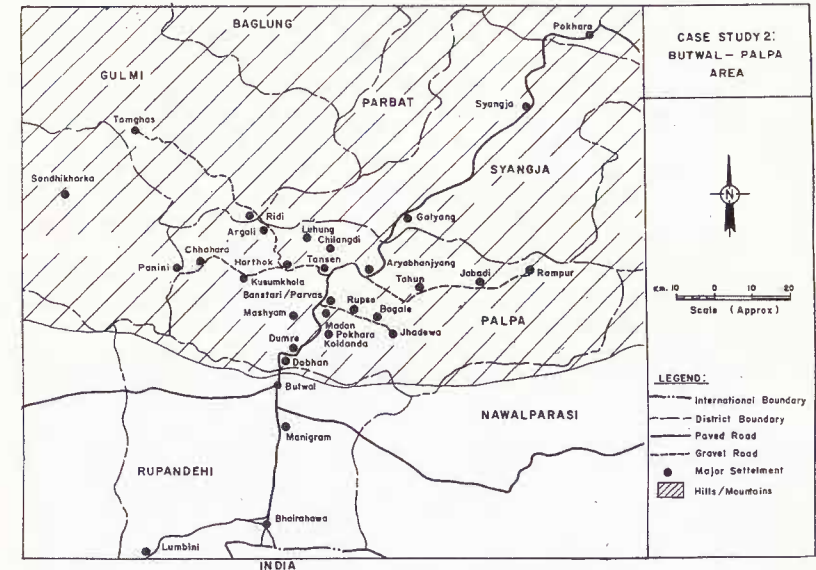 BAGLUNG
Pokhara
CASE STUDY 2:
BUTWAL - PALPA
AREA
GULMI
PARBAT
Tamghas
Syangja
Sandhikharka
SYANGJA
N
Ridi
Galyang
Argali
Luhung
Chilangdi
Chhahara
Harthok
Tansen
Aryabhanjyang
Panini
Kusumkhola
Tahun
Jabadi
Rampur
Banstari/Parvas
Rupse
Bagale
Mashyam
Madan
Pokhara
Koldanda
Jhadewa
PALPA
Km. 10 0 10 20
Scale (Approx)
Dumre
Dobhan
Butwal
NAWALPARASI
Manigram
RUPANDEHI
Bhairahawa
Lumbini
INDIA
LEGEND:
International Boundary
District Boundary
Paved Road
Gravel Road
Major Settelment
Hills/Mountains